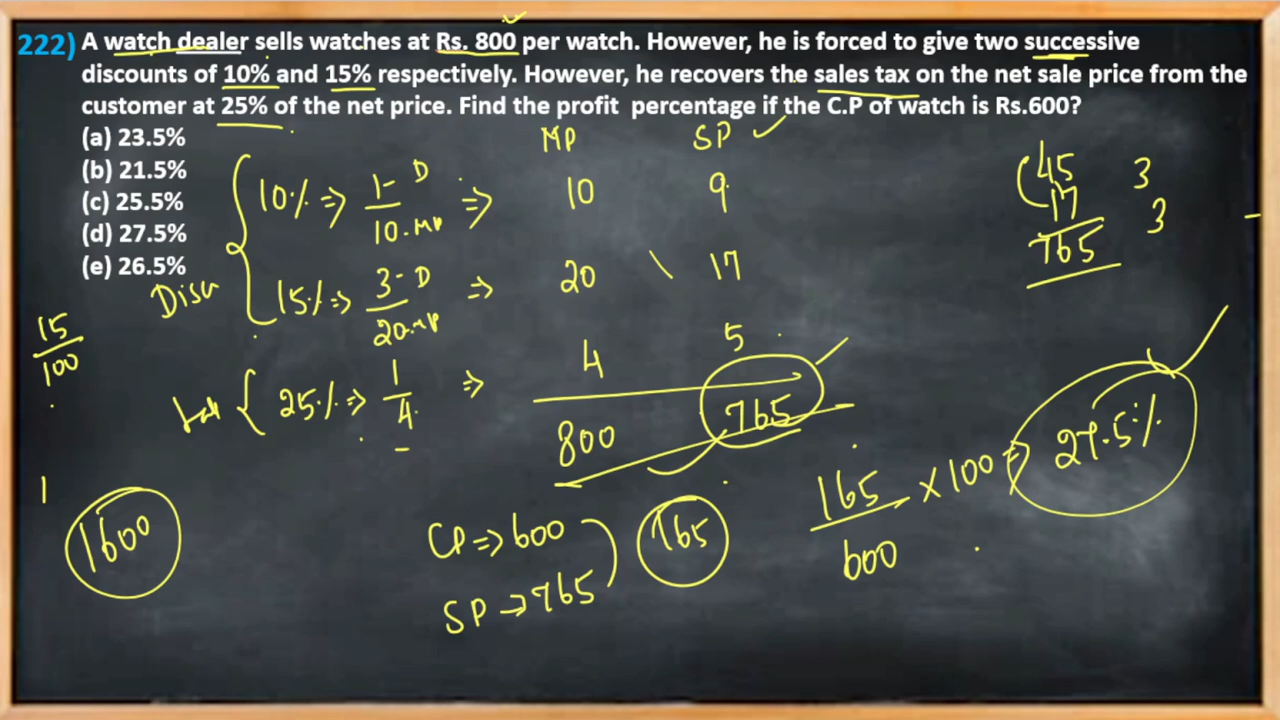 222) A watch dealer sells watches at Rs. 800 per watch. However, he is forced to give two successive
discounts of 10% and 15% respectively. However, he recovers the sales tax on the net sale price from the
customer at 25% of the net price. Find the profit percentage if the C.P of watch is Rs.600?
(a) 23.5%
(b) 21.5%
(c) 25.5%
(d) 27.5%
(e) 26.5%
MP SP
10% ⇒ 1-D/10-MP ⇒ 10 9
15% ⇒ 3-D/20-MP ⇒ 20 \ 17
25% ⇒ 1/4 ⇒ 4 5
800 765
45 3
17 3
765
15/100
1
1600
CP ⇒ 600
SP → 765
165
165/600 × 100 ⇒ 27.5%